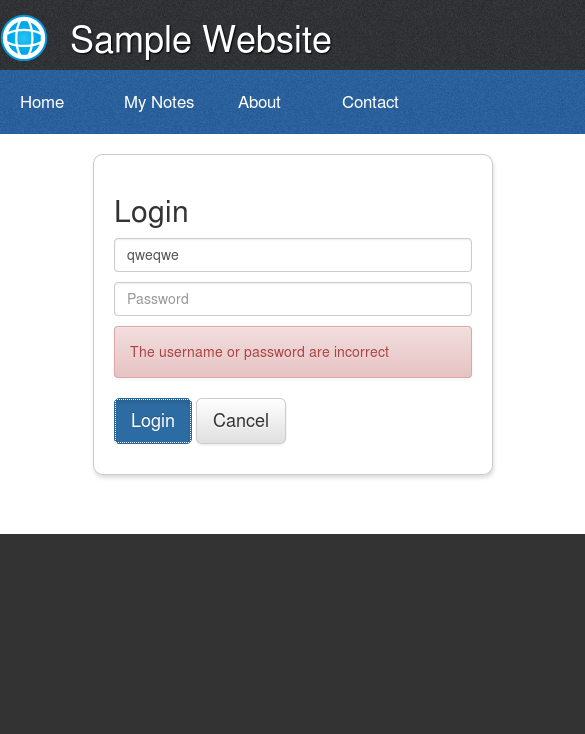 Sample Website
Home My Notes About Contact
Login
qweqwe
Password
The username or password are incorrect
Login Cancel